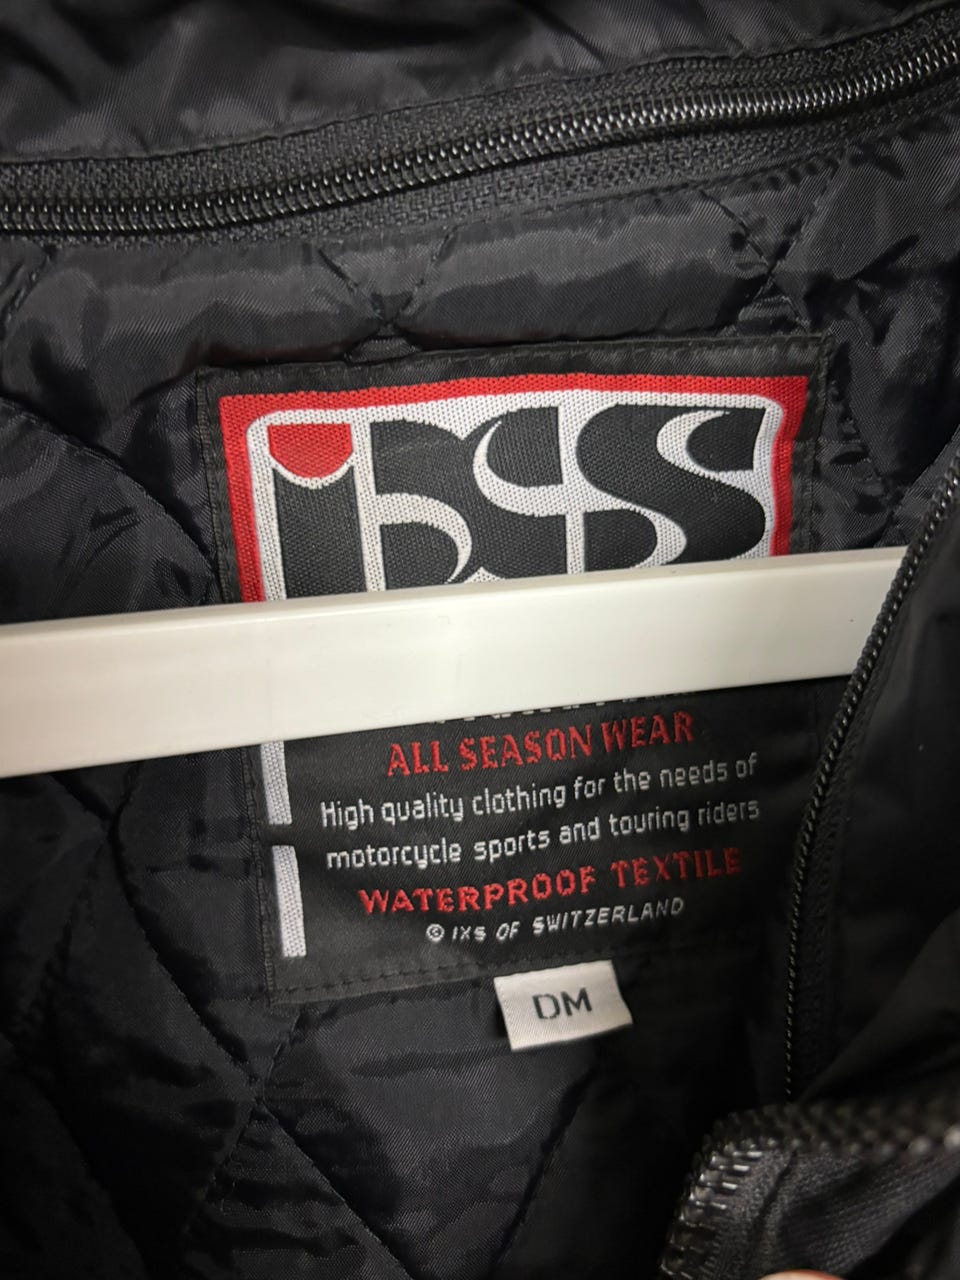 iXS
ALL SEASON WEAR
High quality clothing for the needs of
motorcycle sports and touring riders
WATERPROOF TEXTILE
© IXS OF SWITZERLAND
DM